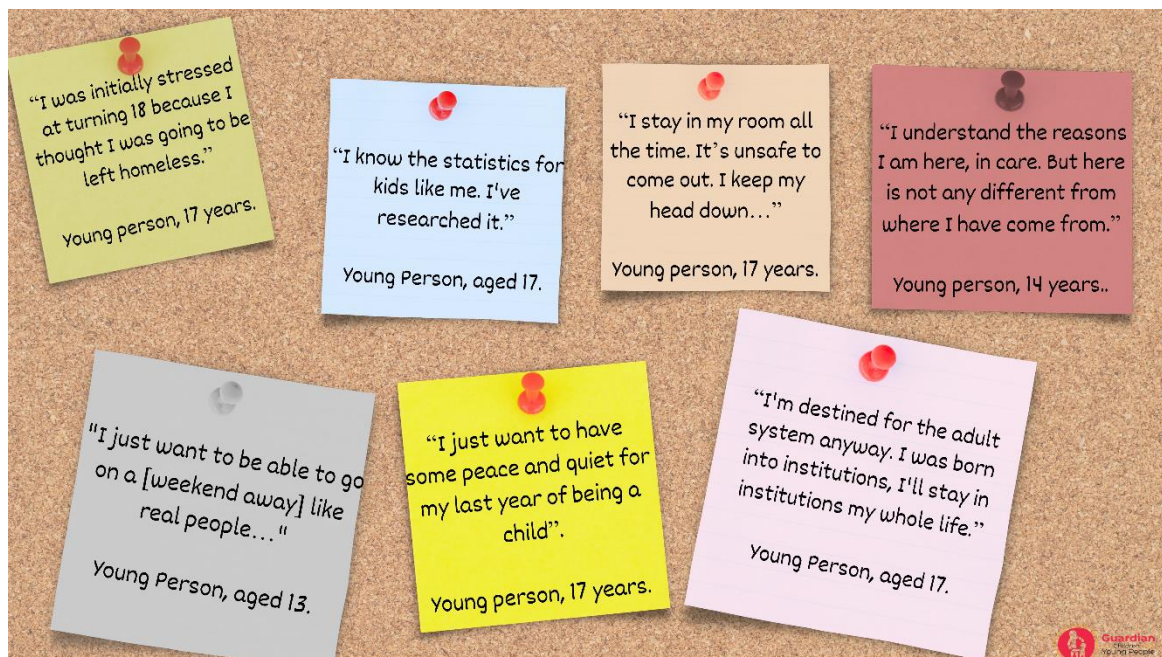 “I was initially stressed
at turning 18 because I
thought I was going to be
left homeless.”
Young person, 17 years.
“I know the statistics for
kids like me. I've
researched it.”
Young Person, aged 17.
“I stay in my room all
the time. It’s unsafe to
come out. I keep my
head down...”
Young person, 17 years.
“I understand the reasons
I am here, in care. But here
is not any different from
where I have come from.”
Young person, 14 years..
"I just want to be able to go
on a [weekend away] like
real people... "
Young Person, aged 13.
“I just want to have
some peace and quiet for
my last year of being a
child”.
Young person, 17 years.
“I'm destined for the adult
system anyway. I was born
into institutions, I'll stay in
institutions my whole life.”
Young Person, aged 17.
Guardian
Young People